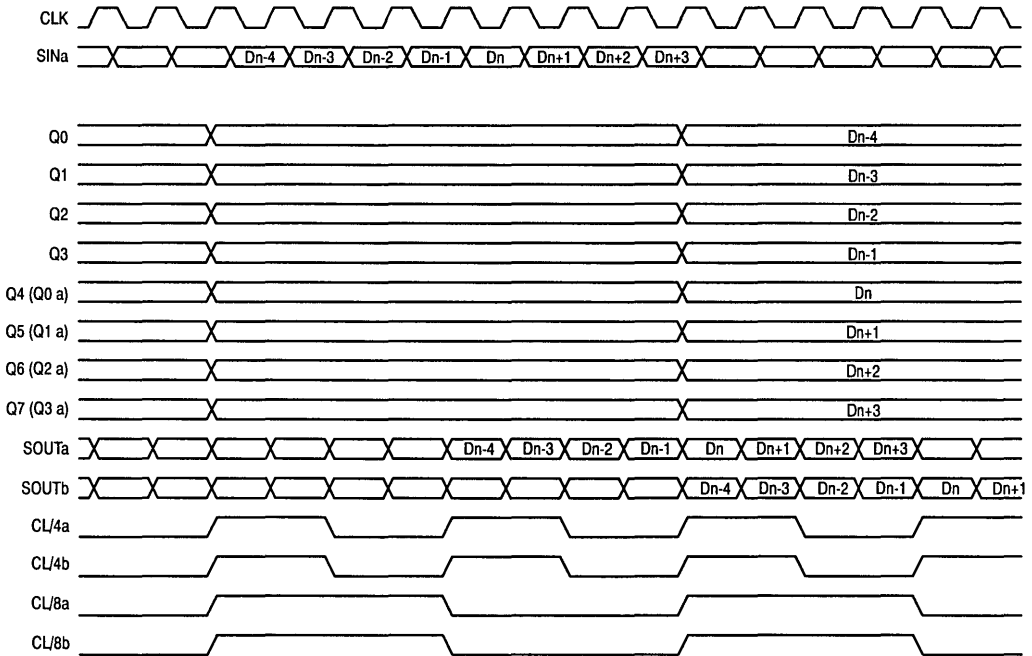 CLK
SINa Dn-4 Dn-3 Dn-2 Dn-1 Dn Dn+1 Dn+2 Dn+3
Q0 Dn-4
Q1 Dn-3
Q2 Dn-2
Q3 Dn-1
Q4 (Q0 a) Dn
Q5 (Q1 a) Dn+1
Q6 (Q2 a) Dn+2
Q7 (Q3 a) Dn+3
SOUTa Dn-4 Dn-3 Dn-2 Dn-1 Dn Dn+1 Dn+2 Dn+3
SOUTb Dn-4 Dn-3 Dn-2 Dn-1 Dn Dn+1
CL/4a
CL/4b
CL/8a
CL/8b